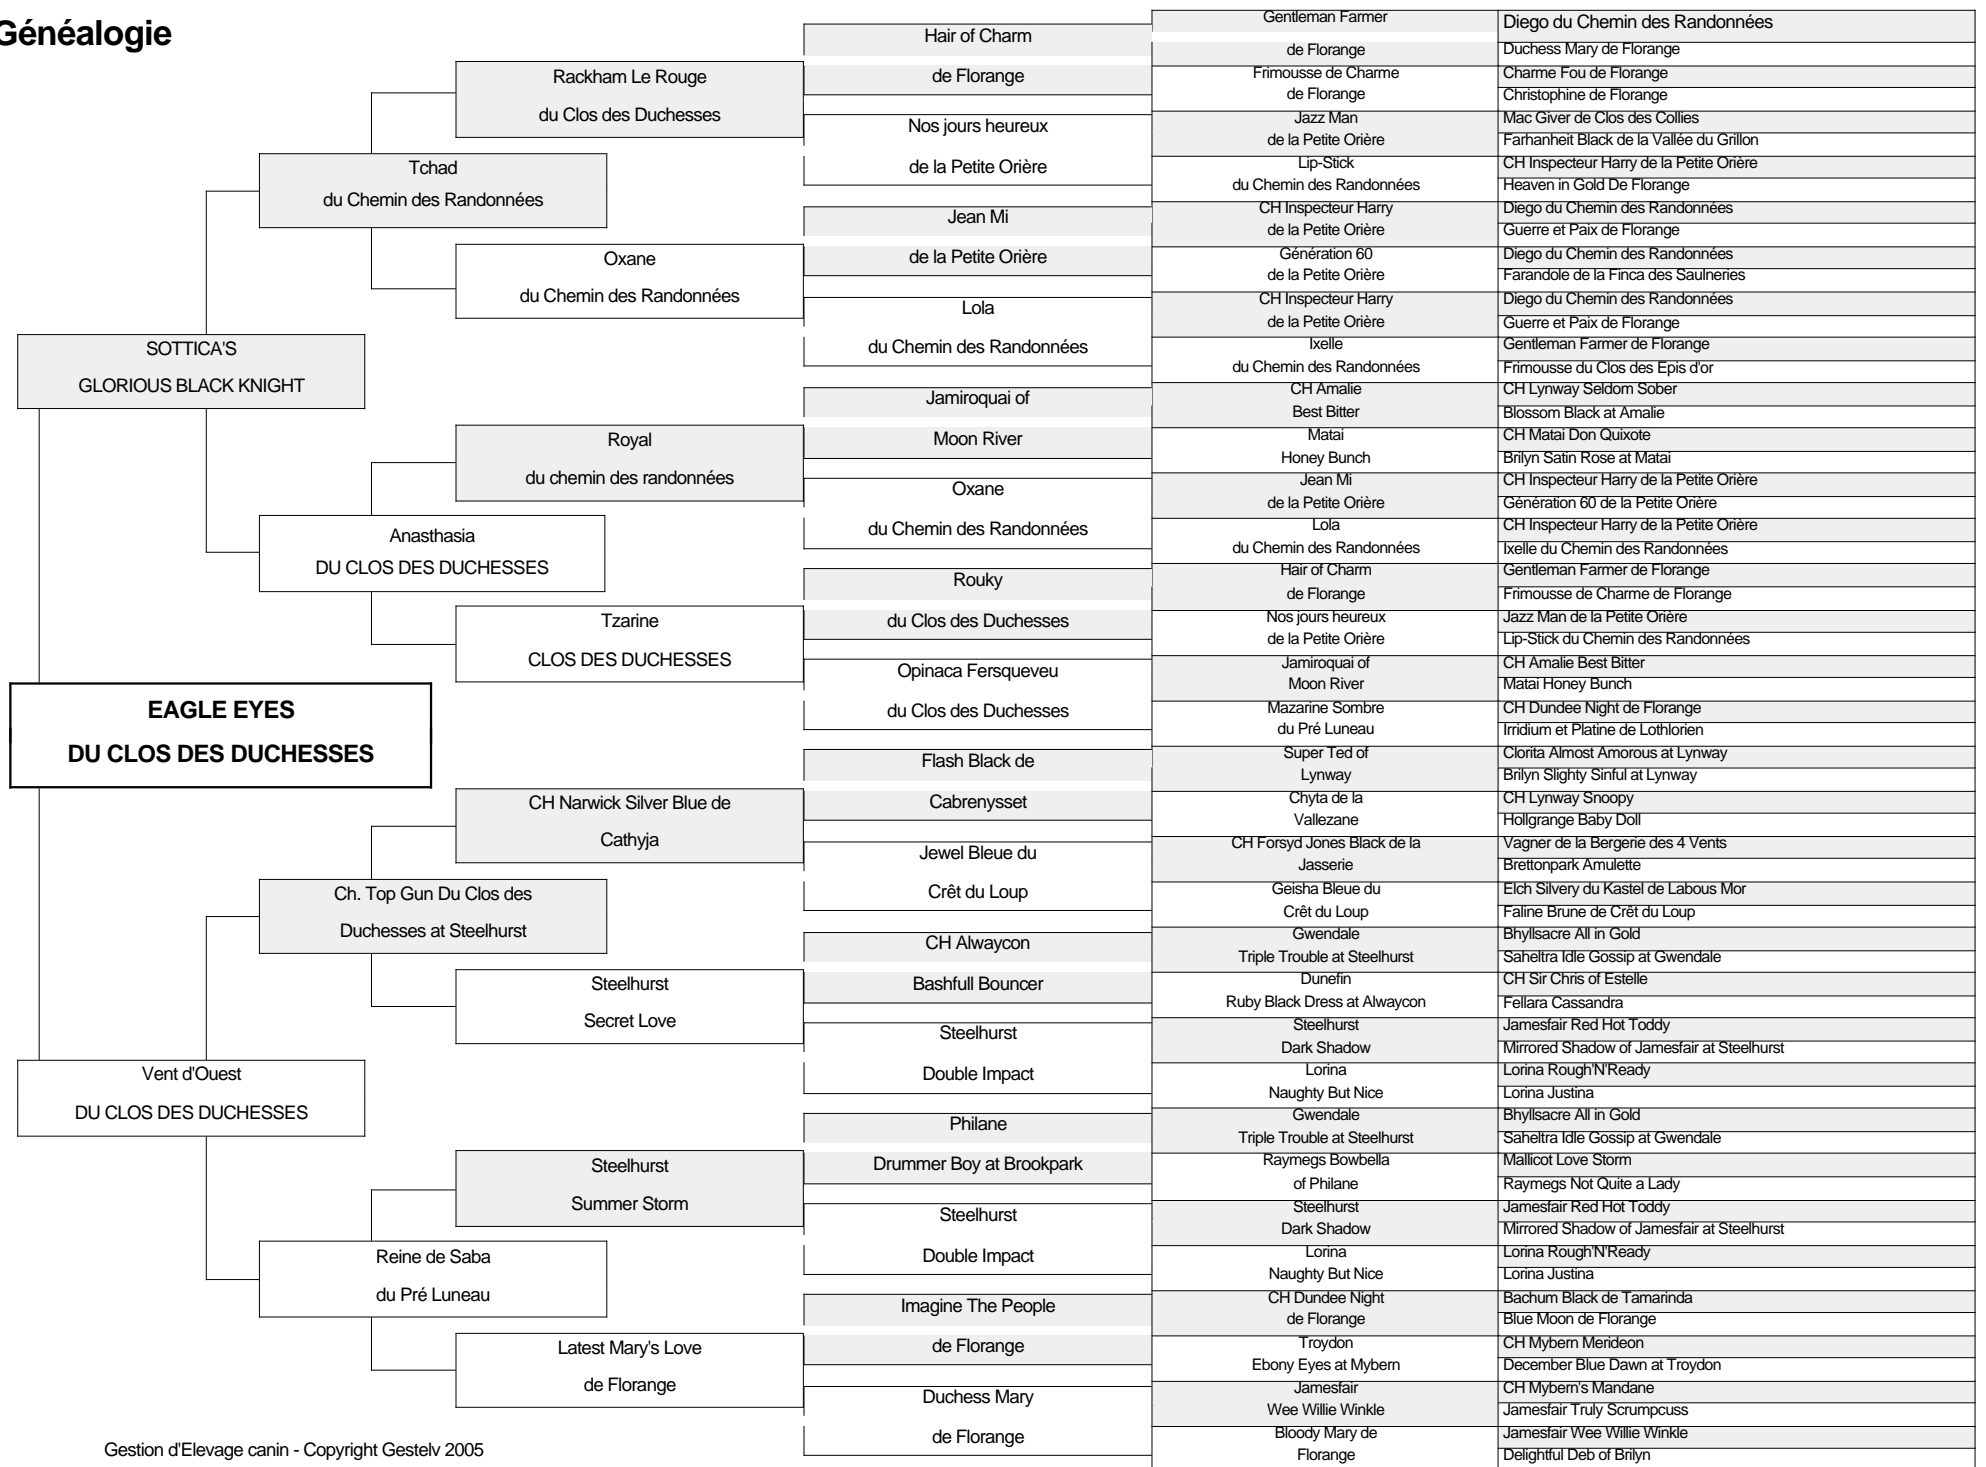 Généalogie
EAGLE EYES
DU CLOS DES DUCHESSES
SOTTICA'S
GLORIOUS BLACK KNIGHT
Vent d'Ouest
DU CLOS DES DUCHESSES
Tchad
du Chemin des Randonnées
Anasthasia
DU CLOS DES DUCHESSES
Ch. Top Gun Du Clos des
Duchesses at Steelhurst
Reine de Saba
du Pré Luneau
Rackham Le Rouge
du Clos des Duchesses
Oxane
du Chemin des Randonnées
Royal
du chemin des randonnées
Tzarine
CLOS DES DUCHESSES
CH Narwick Silver Blue de
Cathyja
Steelhurst
Secret Love
Steelhurst
Summer Storm
Latest Mary's Love
de Florange
Hair of Charm
de Florange
Nos jours heureux
de la Petite Orière
Jean Mi
de la Petite Orière
Lola
du Chemin des Randonnées
Jamiroquai of
Moon River
Oxane
du Chemin des Randonnées
Rouky
du Clos des Duchesses
Opinaca Fersqueveu
du Clos des Duchesses
Flash Black de
Cabrenysset
Jewel Bleue du
Crêt du Loup
CH Alwaycon
Bashfull Bouncer
Steelhurst
Double Impact
Philane
Drummer Boy at Brookpark
Steelhurst
Double Impact
Imagine The People
de Florange
Duchess Mary
de Florange
Gentleman Farmer
de Florange
Frimousse de Charme
de Florange
Jazz Man
de la Petite Orière
Lip-Stick
du Chemin des Randonnées
CH Inspecteur Harry
de la Petite Orière
Génération 60
de la Petite Orière
CH Inspecteur Harry
de la Petite Orière
Ixelle
du Chemin des Randonnées
CH Amalie
Best Bitter
Matai
Honey Bunch
Jean Mi
de la Petite Orière
Lola
du Chemin des Randonnées
Hair of Charm
de Florange
Nos jours heureux
de la Petite Orière
Jamiroquai of
Moon River
Mazarine Sombre
du Pré Luneau
Super Ted of
Lynway
Chyta de la
Vallezane
CH Forsyd Jones Black de la
Jasserie
Geisha Bleue du
Crêt du Loup
Gwendale
Triple Trouble at Steelhurst
Dunefin
Ruby Black Dress at Alwaycon
Steelhurst
Dark Shadow
Lorina
Naughty But Nice
Gwendale
Triple Trouble at Steelhurst
Raymegs Bowbella
of Philane
Steelhurst
Dark Shadow
Lorina
Naughty But Nice
CH Dundee Night
de Florange
Troydon
Ebony Eyes at Mybern
Jamesfair
Wee Willie Winkle
Bloody Mary de
Florange
Diego du Chemin des Randonnées
Duchess Mary de Florange
Charme Fou de Florange
Christophine de Florange
Mac Giver de Clos des Collies
Farhanheit Black de la Vallée du Grillon
CH Inspecteur Harry de la Petite Orière
Heaven in Gold De Florange
Diego du Chemin des Randonnées
Guerre et Paix de Florange
Diego du Chemin des Randonnées
Farandole de la Finca des Saulneries
Diego du Chemin des Randonnées
Guerre et Paix de Florange
Gentleman Farmer de Florange
Frimousse du Clos des Epis d'or
CH Lynway Seldom Sober
Blossom Black at Amalie
CH Matai Don Quixote
Brilyn Satin Rose at Matai
CH Inspecteur Harry de la Petite Orière
Génération 60 de la Petite Orière
CH Inspecteur Harry de la Petite Orière
Ixelle du Chemin des Randonnées
Gentleman Farmer de Florange
Frimousse de Charme de Florange
Jazz Man de la Petite Orière
Lip-Stick du Chemin des Randonnées
CH Amalie Best Bitter
Matai Honey Bunch
CH Dundee Night de Florange
Irridium et Platine de Lothlorien
Clorita Almost Amorous at Lynway
Brilyn Slighty Sinful at Lynway
CH Lynway Snoopy
Hollgrange Baby Doll
Vagner de la Bergerie des 4 Vents
Brettonpark Amulette
Elch Silvery du Kastel de Labous Mor
Faline Brune de Crêt du Loup
Bhyllsacre All in Gold
Saheltra Idle Gossip at Gwendale
CH Sir Chris of Estelle
Fellara Cassandra
Jamesfair Red Hot Toddy
Mirrored Shadow of Jamesfair at Steelhurst
Lorina Rough'N'Ready
Lorina Justina
Bhyllsacre All in Gold
Saheltra Idle Gossip at Gwendale
Mallicot Love Storm
Raymegs Not Quite a Lady
Jamesfair Red Hot Toddy
Mirrored Shadow of Jamesfair at Steelhurst
Lorina Rough'N'Ready
Lorina Justina
Bachum Black de Tamarinda
Blue Moon de Florange
CH Mybern Merideon
December Blue Dawn at Troydon
CH Mybern's Mandane
Jamesfair Truly Scrumpcuss
Jamesfair Wee Willie Winkle
Delightful Deb of Brilyn
Gestion d'Elevage canin - Copyright Gestelv 2005